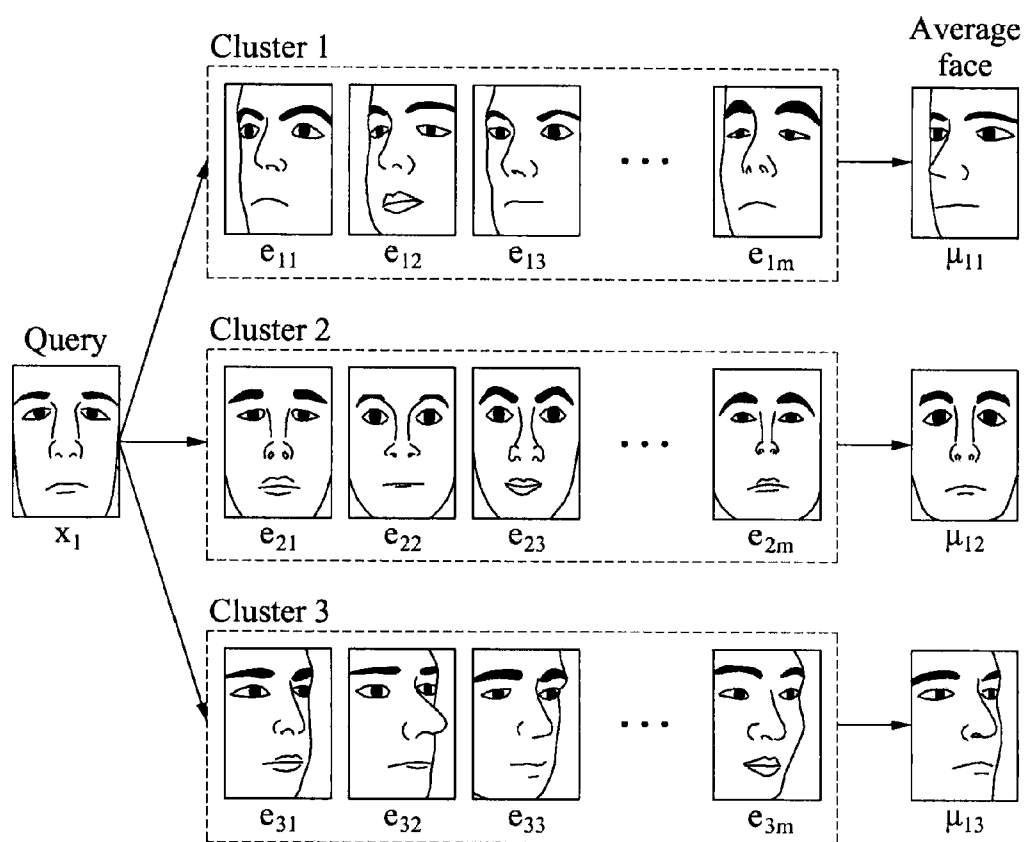 Cluster 1
Average
face
e₁₁ e₁₂ e₁₃ ... e₁ₘ μ₁₁
Query
x₁
Cluster 2
e₂₁ e₂₂ e₂₃ ... e₂ₘ μ₁₂
Cluster 3
e₃₁ e₃₂ e₃₃ ... e₃ₘ μ₁₃